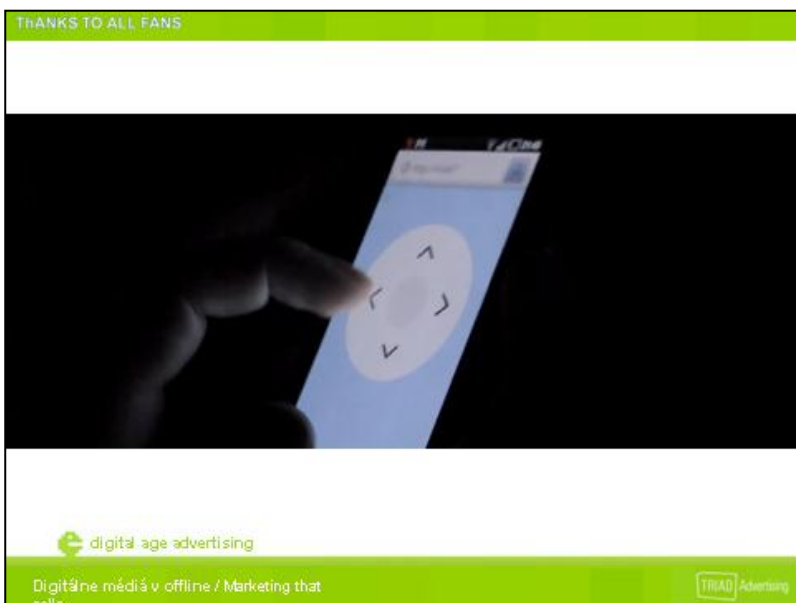 ThANKS TO ALL FANS
digital age advertising
Digitálne médiá v offline / Marketing that
TRIAD Advertising